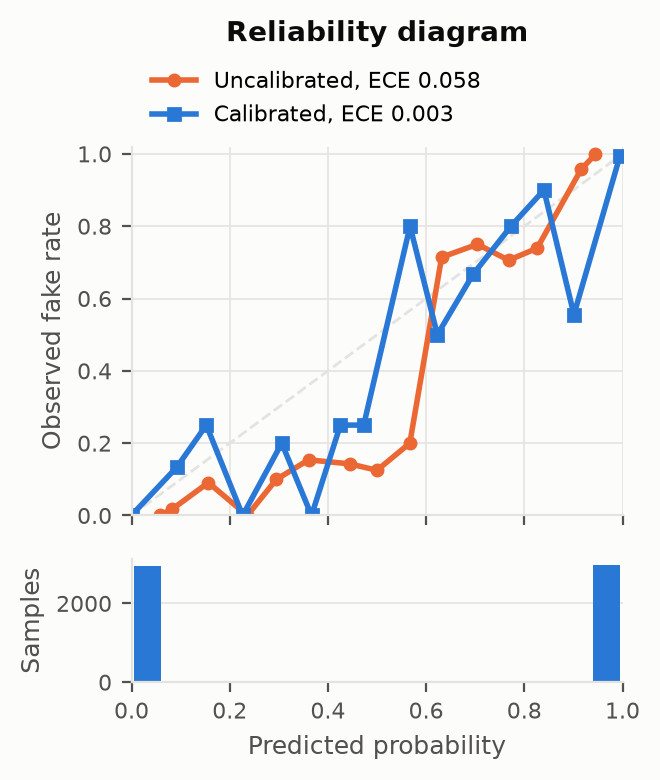 Reliability diagram
Uncalibrated, ECE 0.058
Calibrated, ECE 0.003
1.0
0.8
0.6
0.4
0.2
0.0
Observed fake rate
2000
0
Samples
0.0 0.2 0.4 0.6 0.8 1.0
Predicted probability